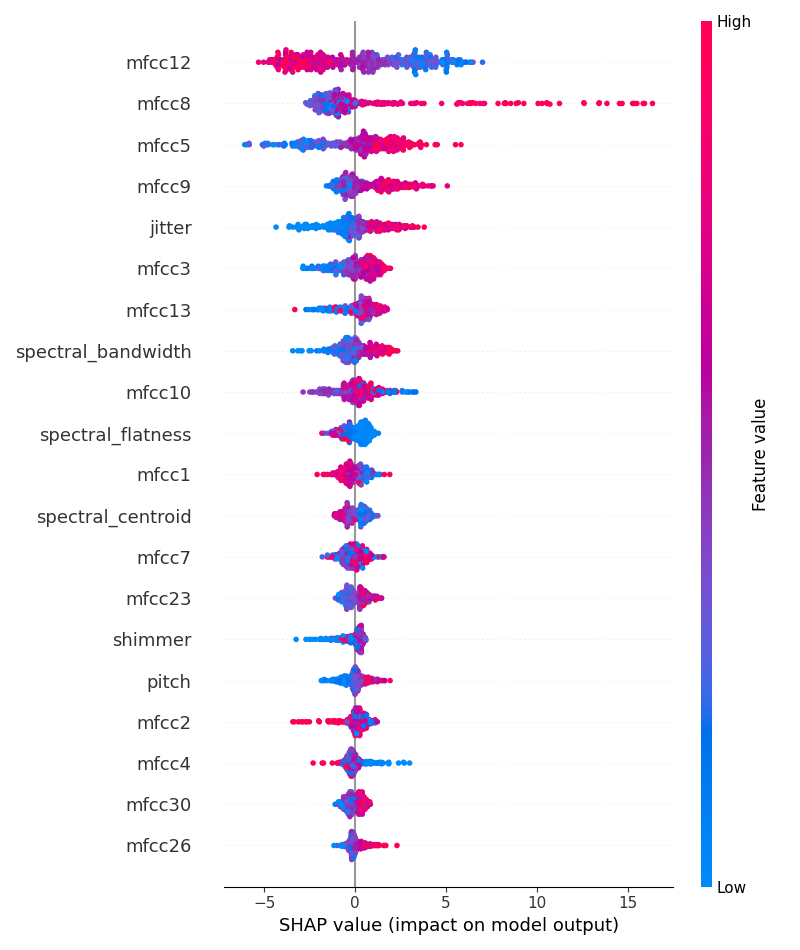 High
mfcc12
mfcc8
mfcc5
mfcc9
jitter
mfcc3
mfcc13
spectral_bandwidth
mfcc10
spectral_flatness
mfcc1
spectral_centroid
mfcc7
mfcc23
shimmer
pitch
mfcc2
mfcc4
mfcc30
mfcc26
Feature value
Low
−5 0 5 10 15
SHAP value (impact on model output)